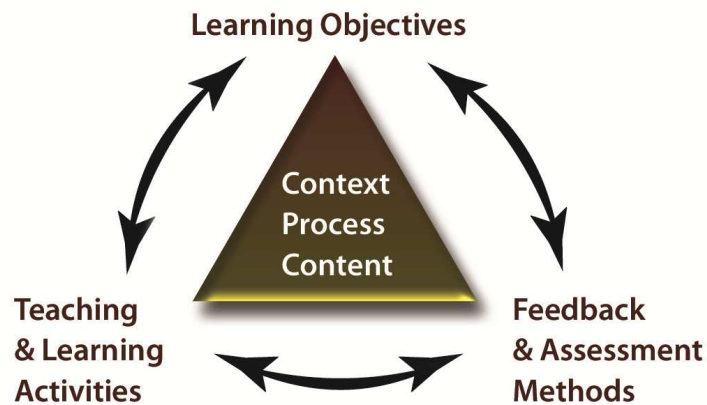 Learning Objectives
Context
Process
Content
Teaching
& Learning
Activities
Feedback
& Assessment
Methods